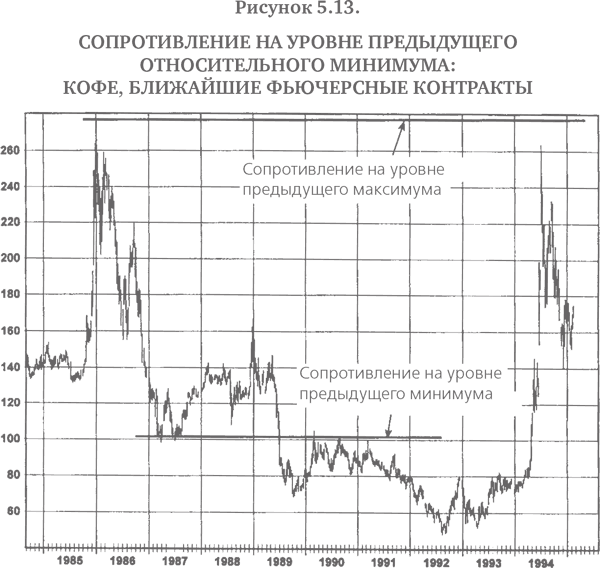 Рисунок 5.13.
СОПРОТИВЛЕНИЕ НА УРОВНЕ ПРЕДЫДУЩЕГО
ОТНОСИТЕЛЬНОГО МИНИМУМА:
КОФЕ, БЛИЖАЙШИЕ ФЬЮЧЕРСНЫЕ КОНТРАКТЫ
Сопротивление на уровне
предыдущего максимума
Сопротивление на уровне
предыдущего минимума
260
240
220
200
180
160
140
120
100
80
60
1985 1986 1987 1988 1989 1990 1991 1992 1993 1994